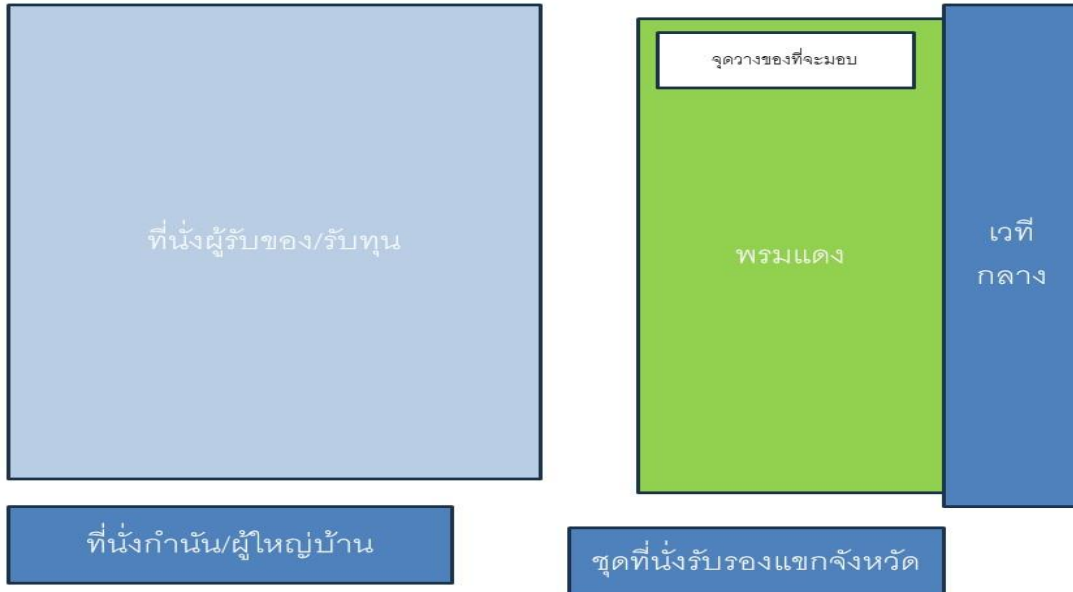 จุดวางของที่จะมอบ
ที่นั่งผู้รับของ/รับทุน
พรมแดง
เวที
กลาง
ที่นั่งกำนัน/ผู้ใหญ่บ้าน
ชุดที่นั่งรับรองแขกจังหวัด